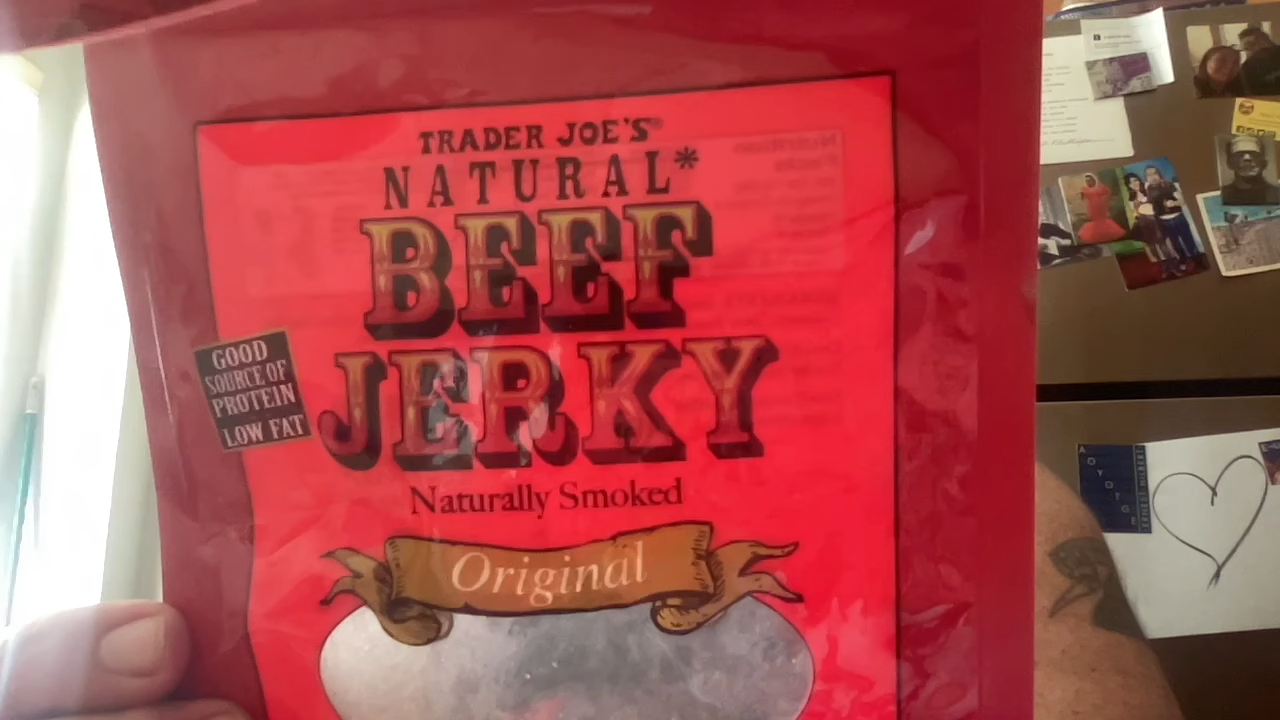 TRADER JOE'S®
NATURAL*
BEEF
JERKY
GOOD
SOURCE OF
PROTEIN
LOW FAT
Naturally Smoked
Original